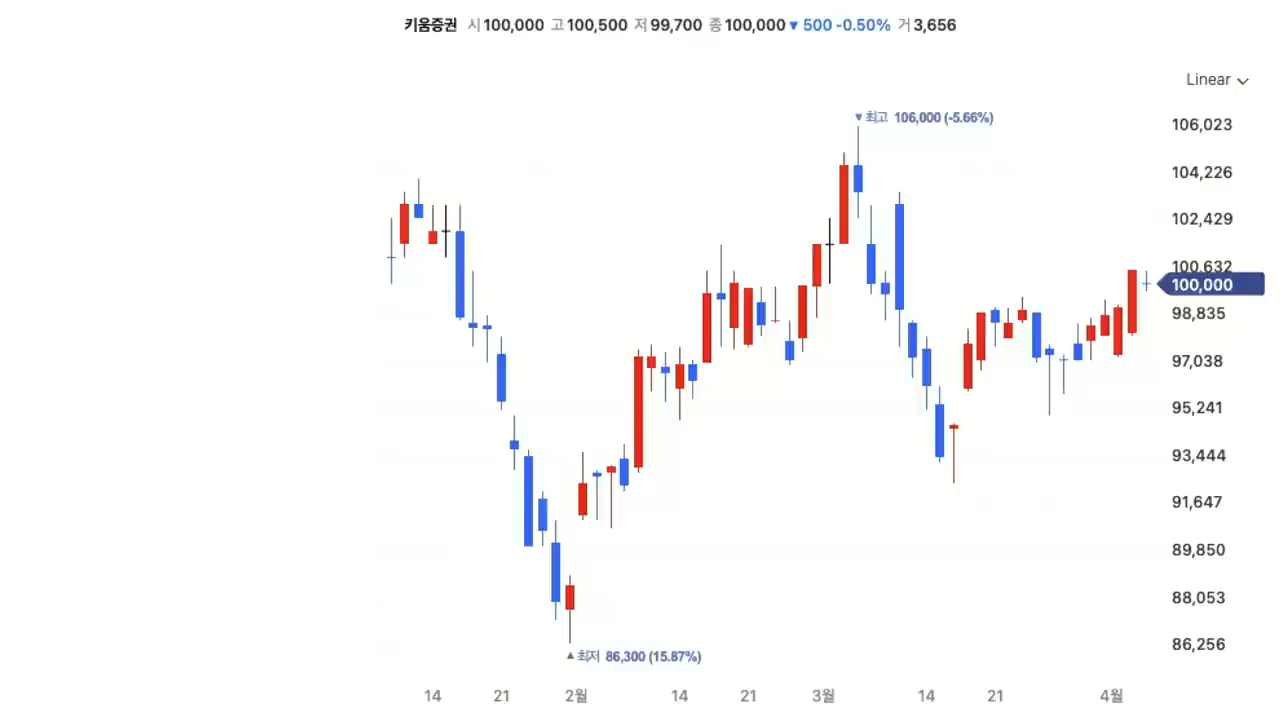 키움증권 시100,000 고100,500 저99,700 종100,000▼500 -0.50% 거3,656
Linear
▼최고 106,000 (-5.66%)
106,023
104,226
102,429
100,632
100,000
98,835
97,038
95,241
93,444
91,647
89,850
88,053
86,256
▲최저 86,300 (15.87%)
14 21 2월 14 21 3월 14 21 4월